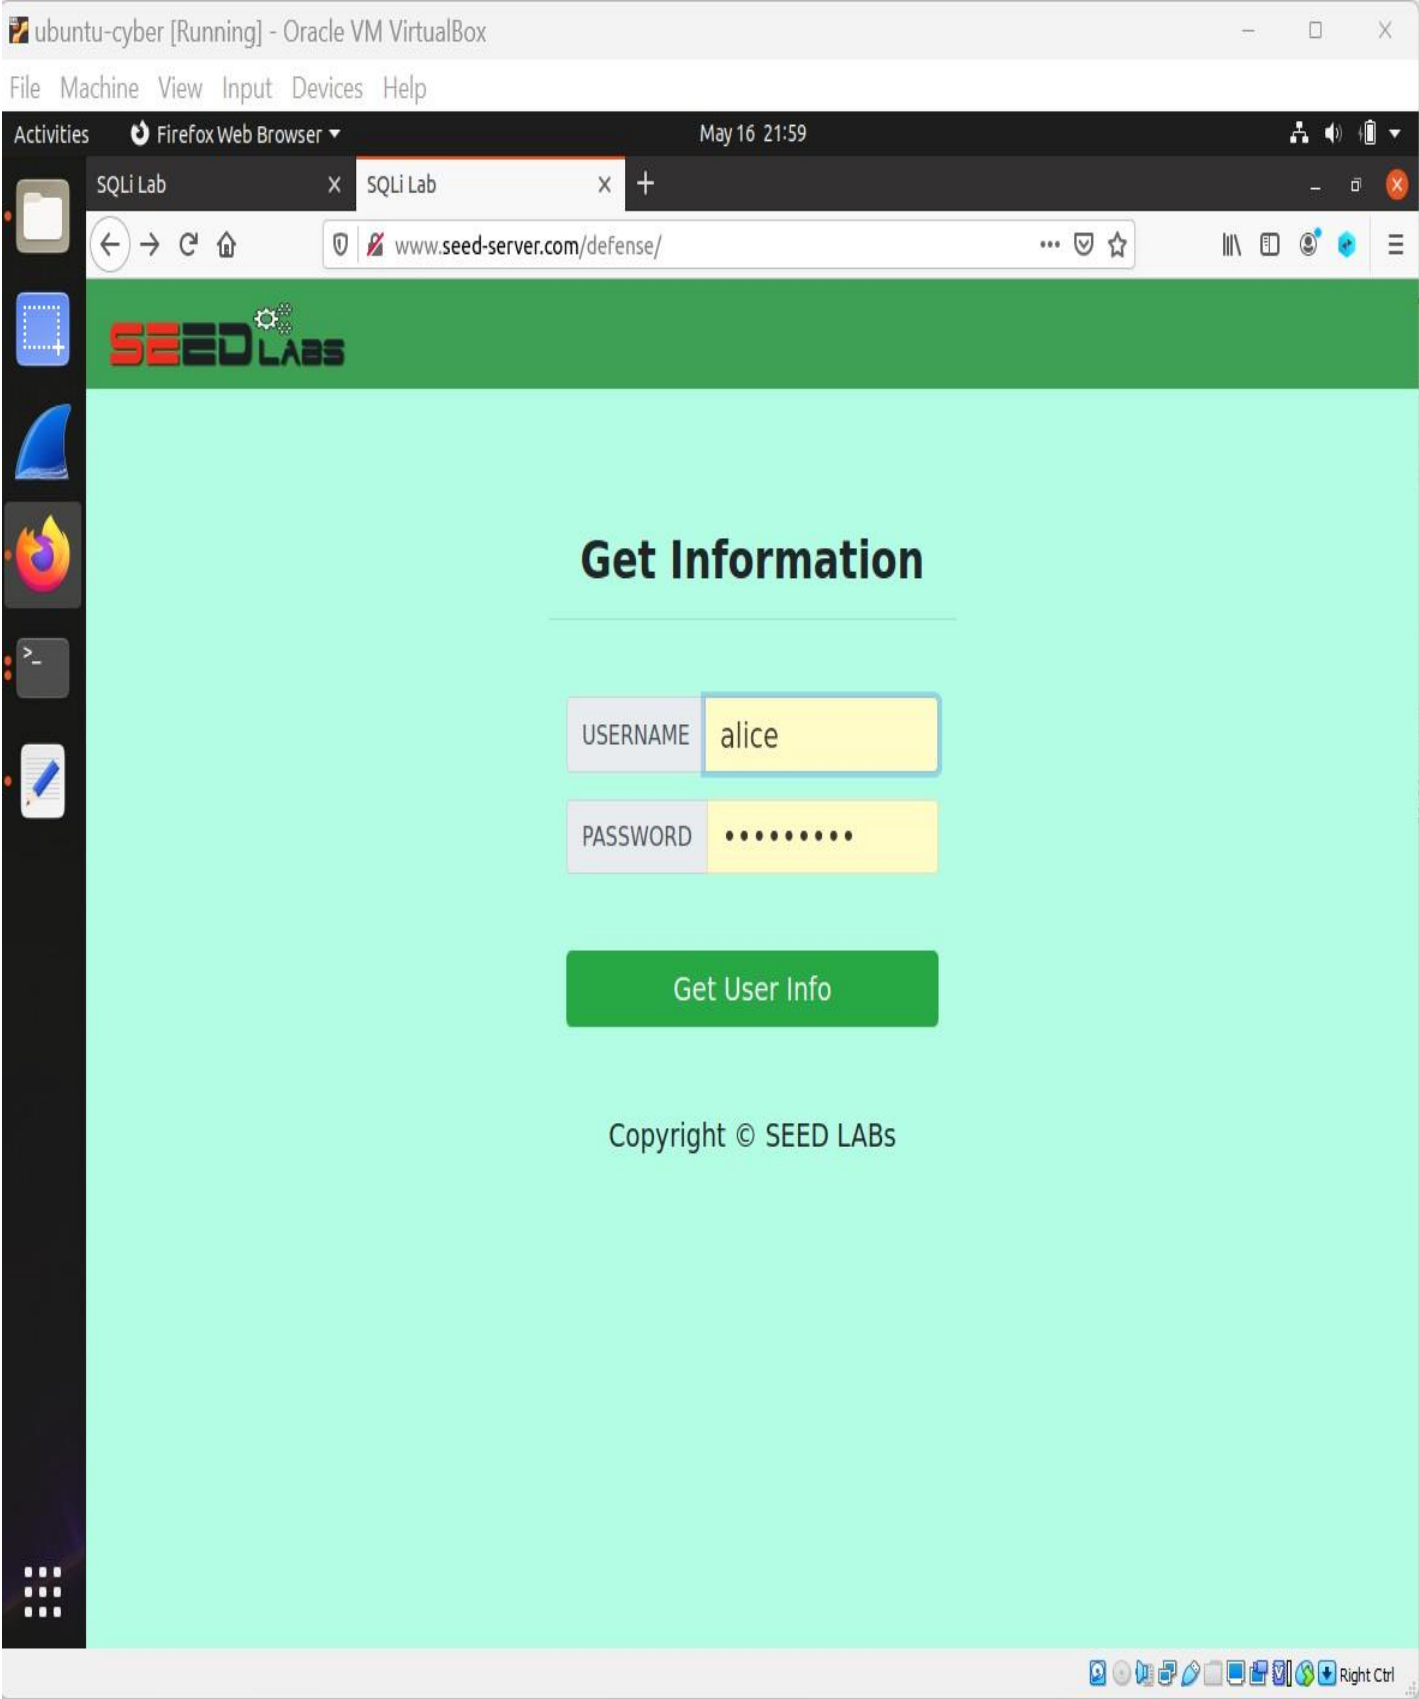 ubuntu-cyber [Running] - Oracle VM VirtualBox
File Machine View Input Devices Help
Activities Firefox Web Browser May 16 21:59
SQLi Lab SQLi Lab
www.seed-server.com/defense/
SEED LABS
Get Information
USERNAME alice
PASSWORD •••••••••
Get User Info
Copyright © SEED LABs
Right Ctrl